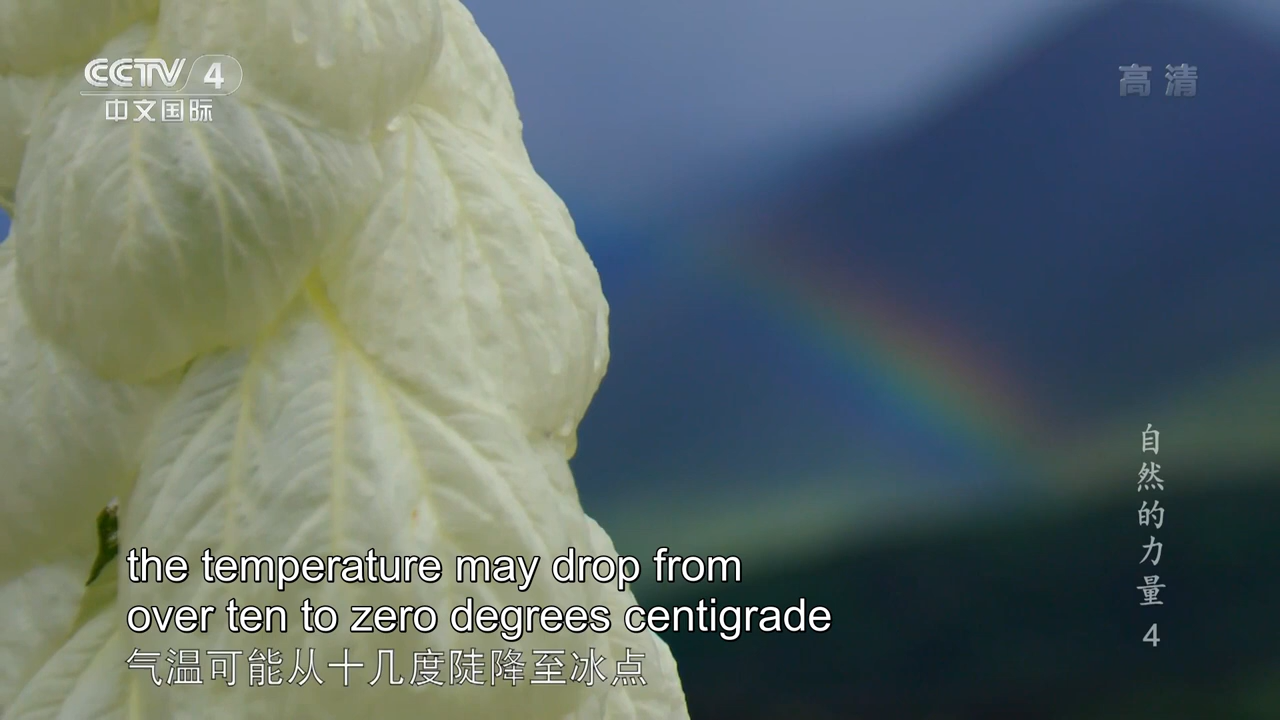 CCTV 4
中文国际
高清
自然的力量 4
the temperature may drop from
over ten to zero degrees centigrade
气温可能从十几度陡降至冰点